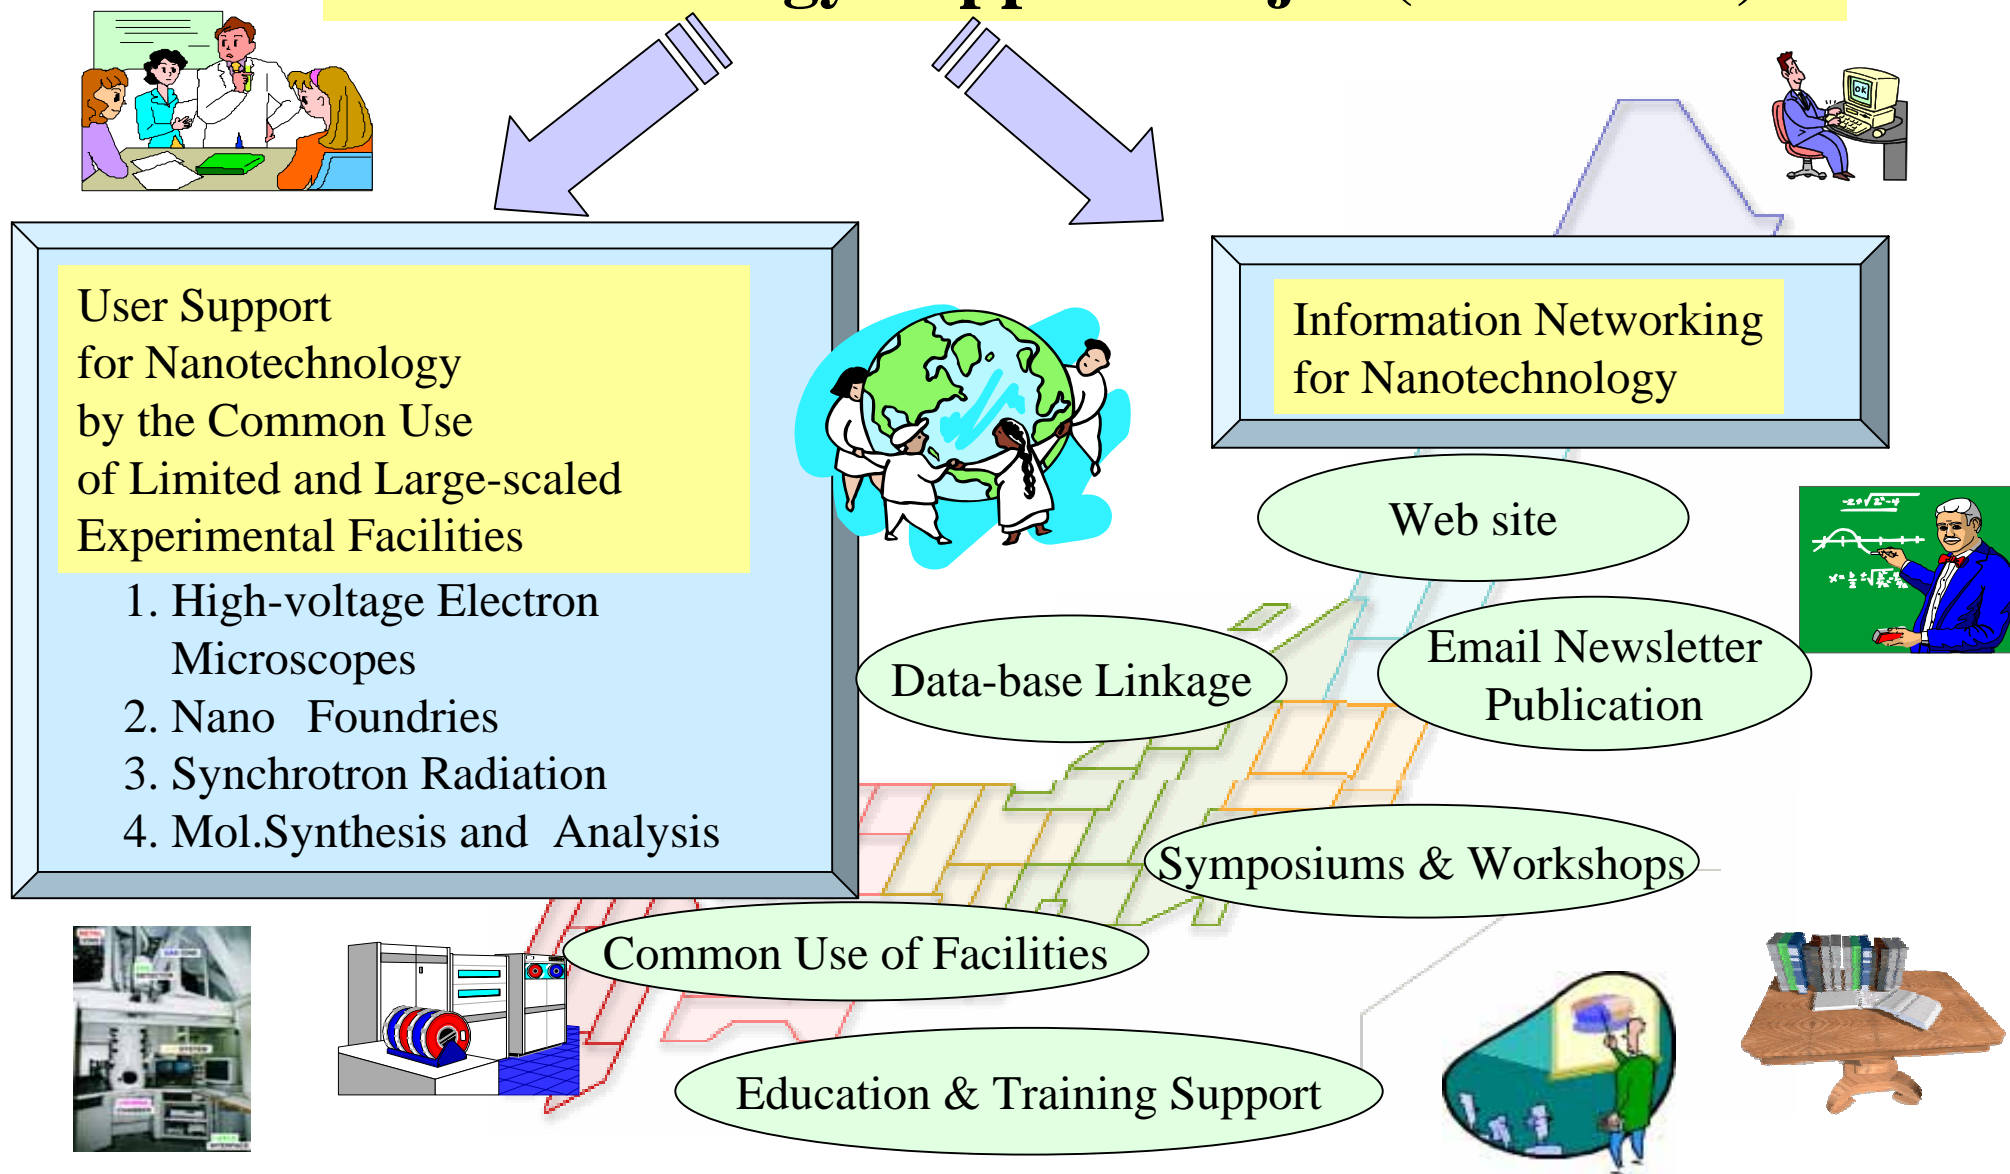 User Support
for Nanotechnology
by the Common Use
of Limited and Large-scaled
Experimental Facilities
1. High-voltage Electron
Microscopes
2. Nano Foundries
3. Synchrotron Radiation
4. Mol.Synthesis and Analysis
OK
Information Networking
for Nanotechnology
Web site
Email Newsletter
Publication
Data-base Linkage
Symposiums & Workshops
Common Use of Facilities
Education & Training Support